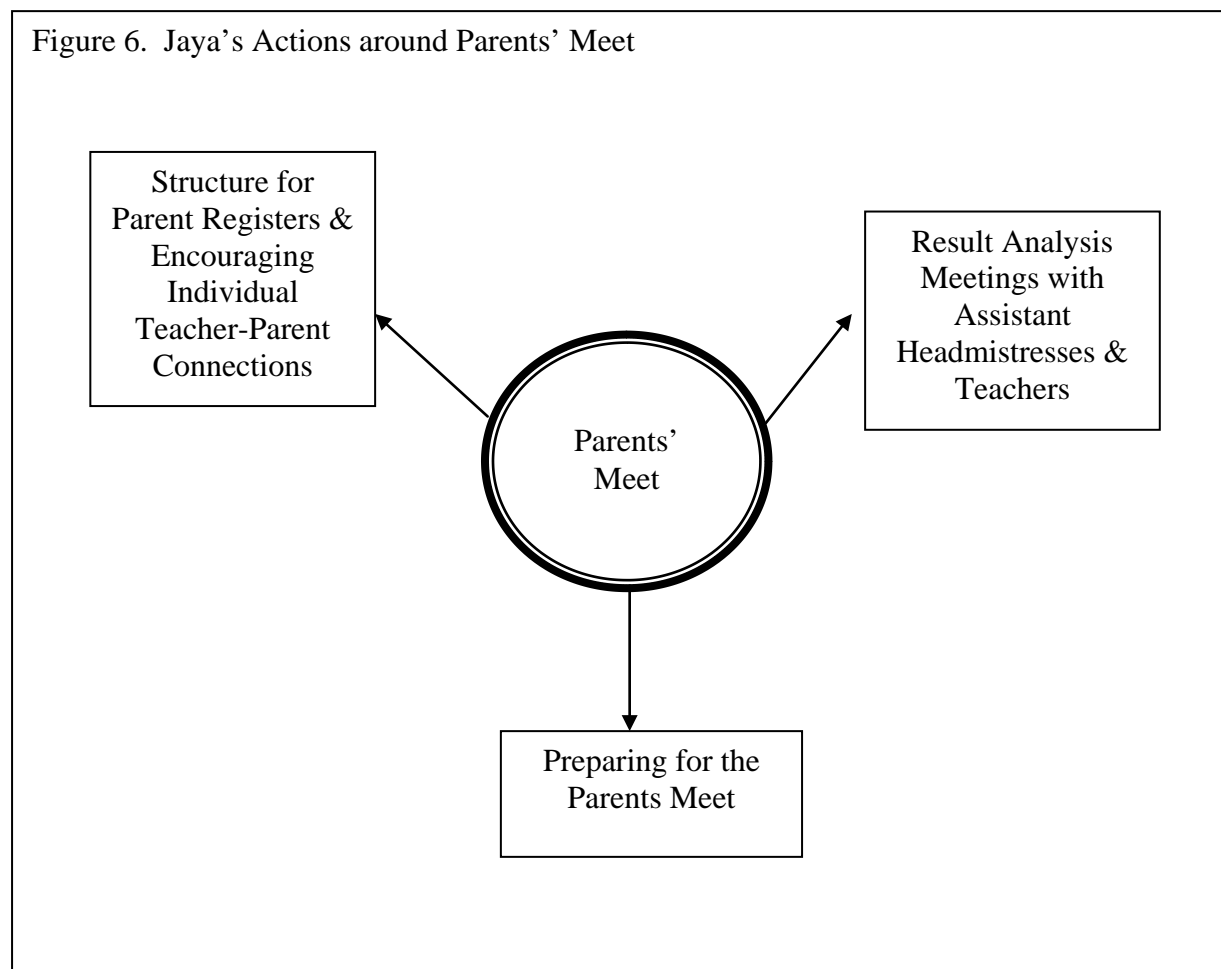 Figure 6.  Jaya’s Actions around Parents’ Meet
Structure for
Parent Registers &
Encouraging
Individual
Teacher-Parent
Connections
Result Analysis
Meetings with
Assistant
Headmistresses &
Teachers
Parents’
Meet
Preparing for the
Parents Meet